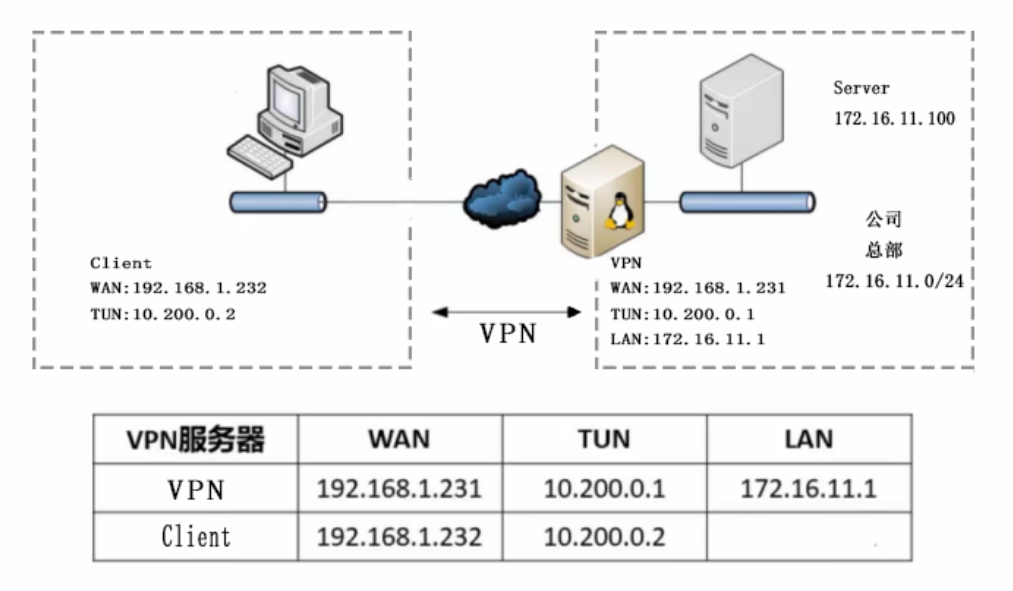 Server
172.16.11.100
公司
总部
172.16.11.0/24
Client
WAN:192.168.1.232
TUN:10.200.0.2
VPN
VPN
WAN:192.168.1.231
TUN:10.200.0.1
LAN:172.16.11.1
VPN服务器 WAN TUN LAN
VPN 192.168.1.231 10.200.0.1 172.16.11.1
Client 192.168.1.232 10.200.0.2